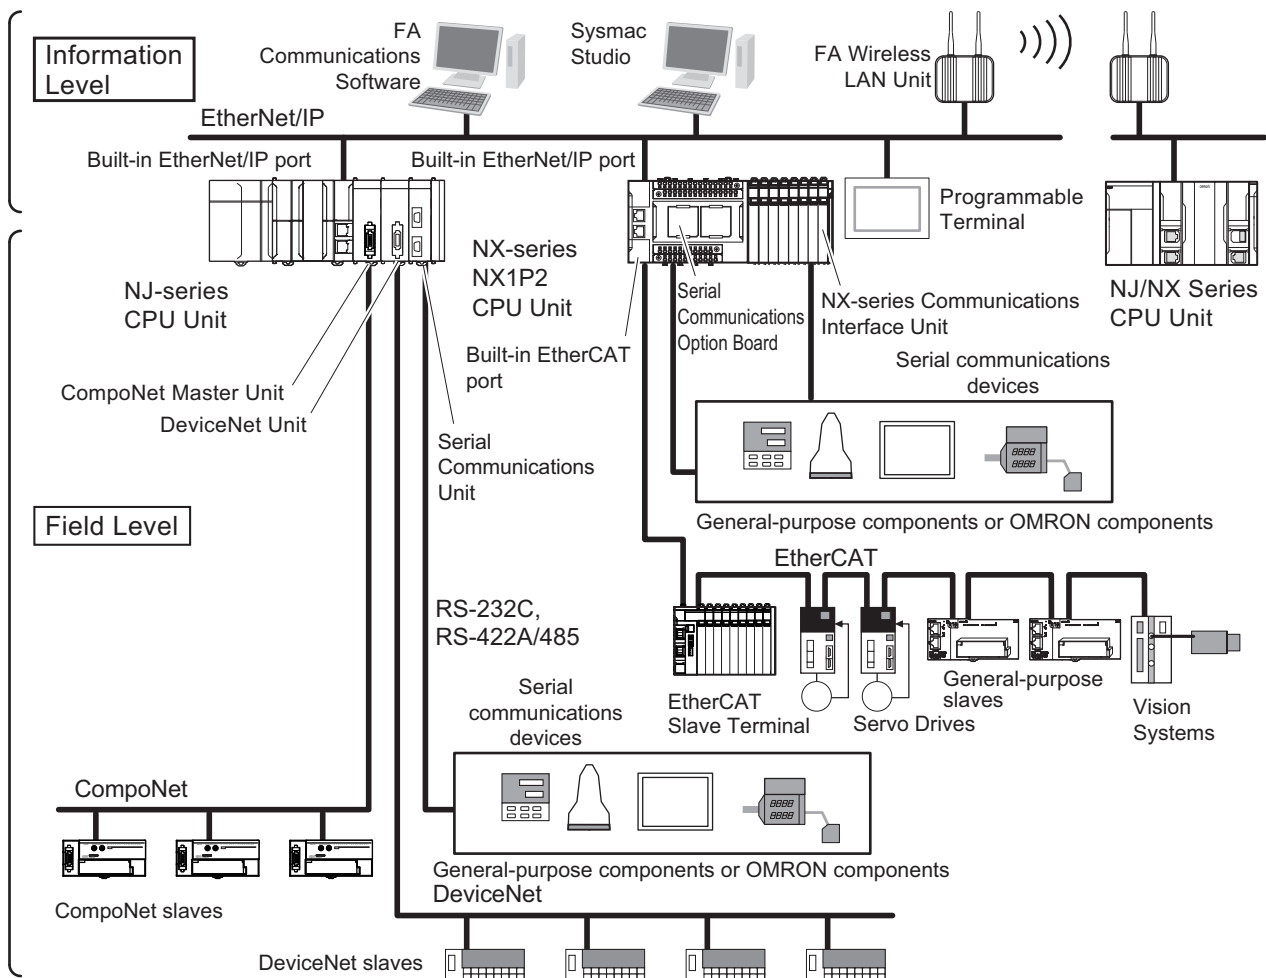 Information
Level
FA
Communications
Software
Sysmac
Studio
FA Wireless
LAN Unit
EtherNet/IP
Built-in EtherNet/IP port
Built-in EtherNet/IP port
Programmable
Terminal
NJ-series
CPU Unit
NX-series
NX1P2
CPU Unit
Serial
Communications
Option Board
NX-series Communications
Interface Unit
NJ/NX Series
CPU Unit
Built-in EtherCAT
port
CompoNet Master Unit
DeviceNet Unit
Serial
Communications
Unit
Serial communications
devices
8888
8888
General-purpose components or OMRON components
Field Level
EtherCAT
RS-232C,
RS-422A/485
EtherCAT
Slave Terminal
Servo Drives
General-purpose
slaves
Vision
Systems
Serial
communications
devices
8888
8888
General-purpose components or OMRON components
CompoNet
CompoNet slaves
DeviceNet
DeviceNet slaves